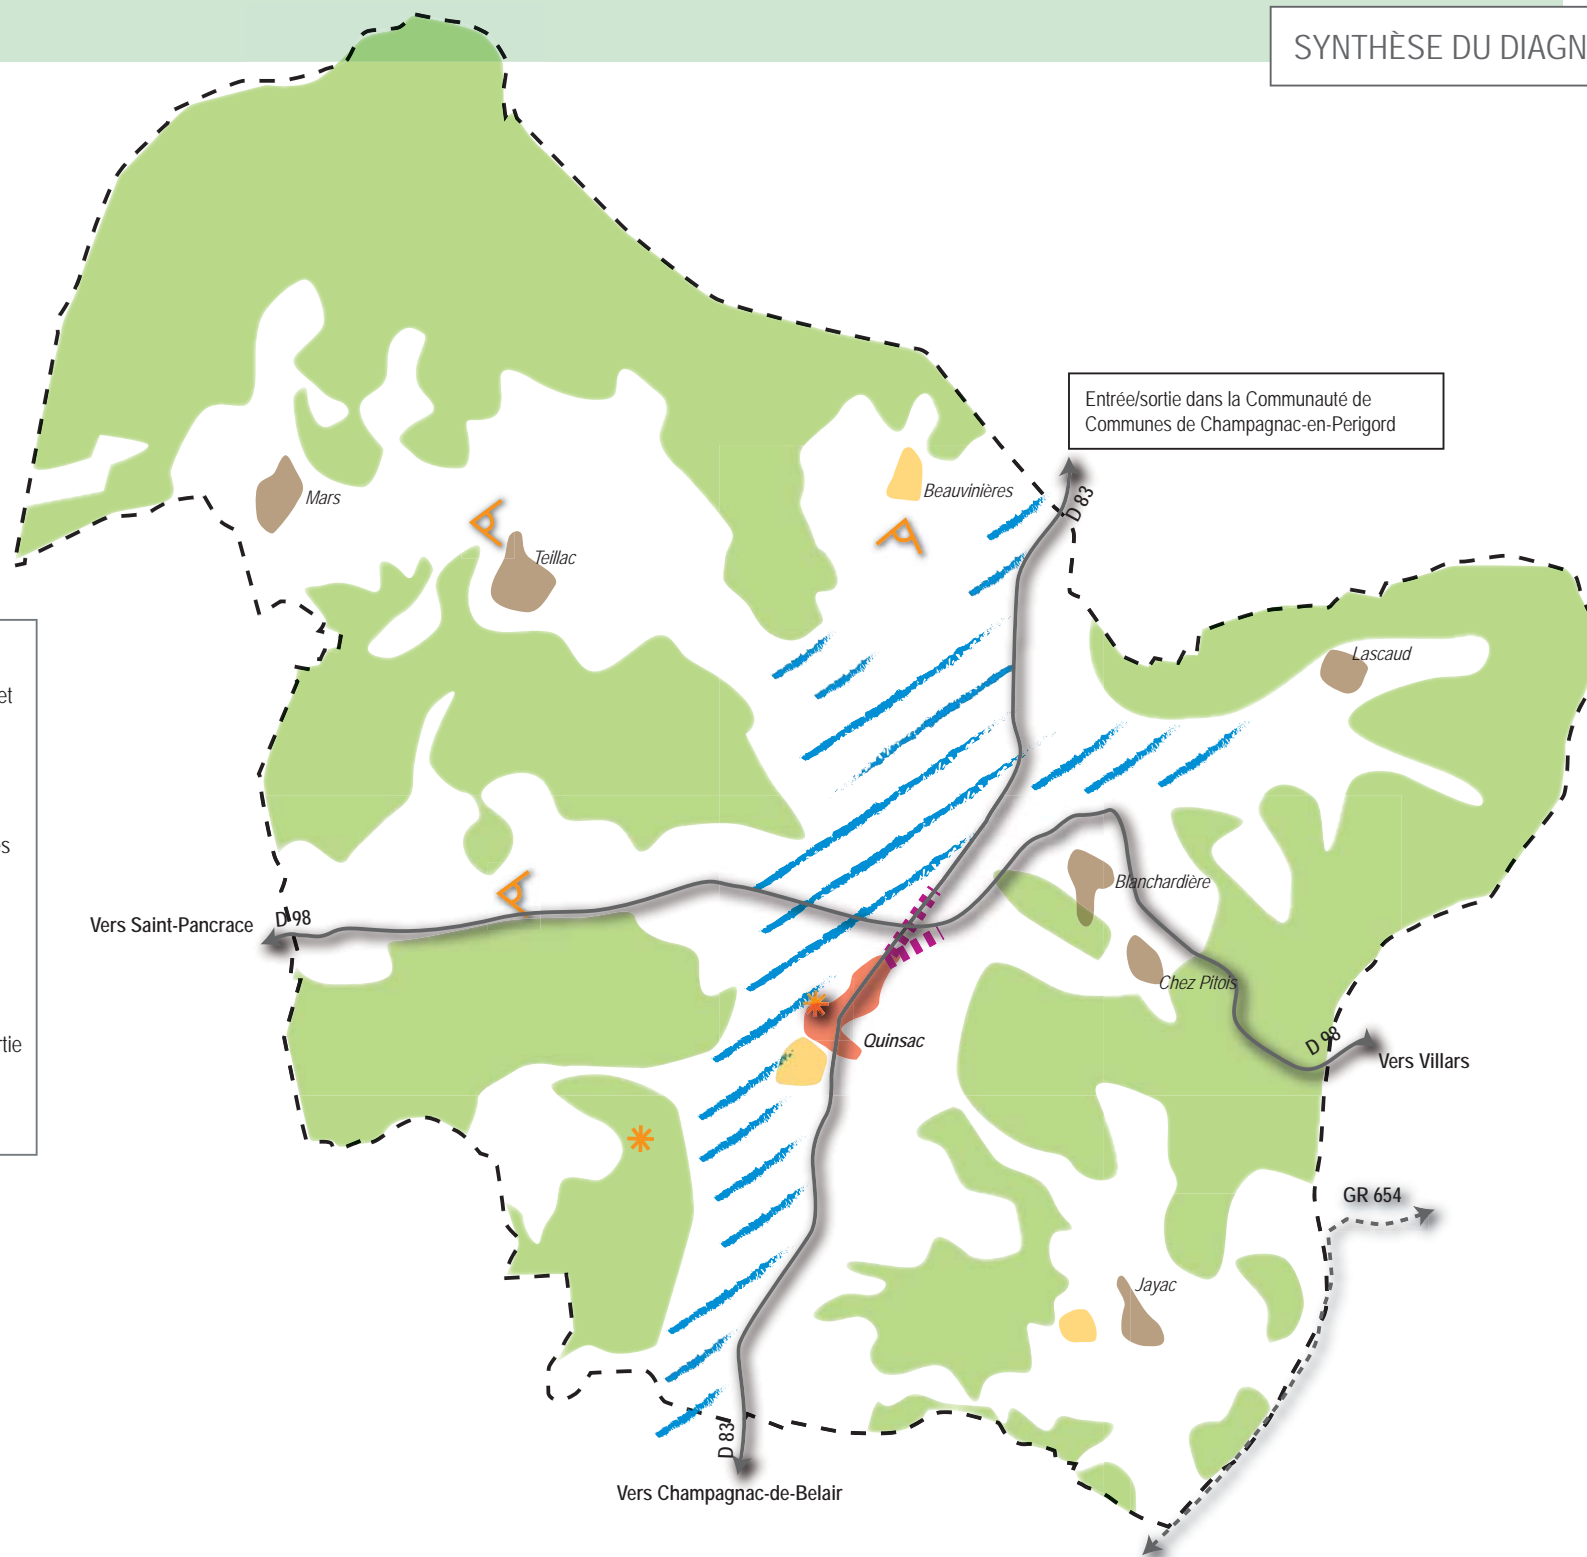 SYNTHÈSE DU DIAGN
Entrée/sortie dans la Communauté de
Communes de Champagnac-en-Perigord
D 83
Mars
Beauvinières
Teillac
et
Lascaud
es
Blanchardière
D 98
Vers Saint-Pancrace
Chez Pitois
Quinsac
rtie
D 98
Vers Villars
GR 654
Jayac
D 83
Vers Champagnac-de-Belair